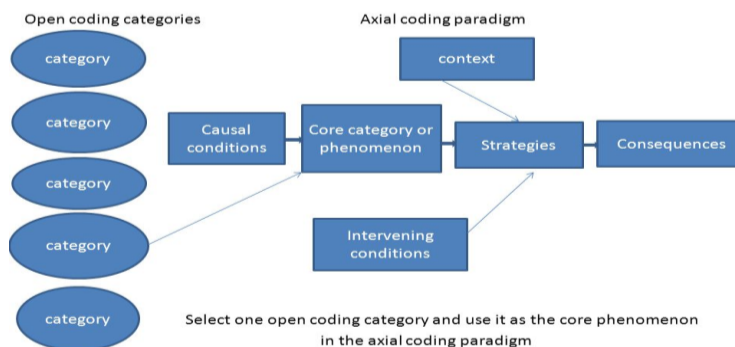 Open coding categories
Axial coding paradigm
category
context
category
Causal
conditions
Core category or
phenomenon
Strategies
Consequences
category
category
Intervening
conditions
category
Select one open coding category and use it as the core phenomenon
in the axial coding paradigm